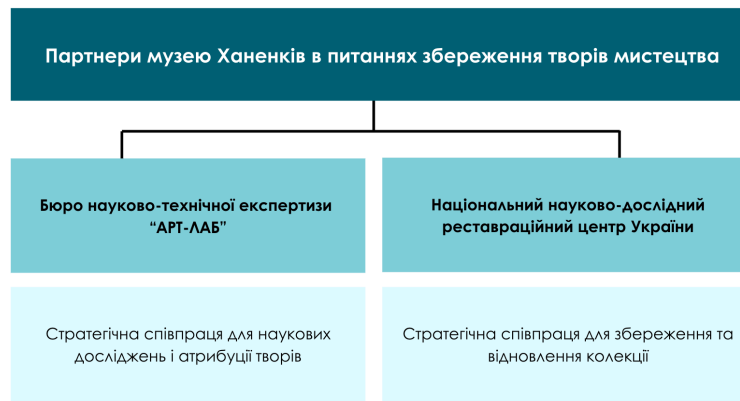 Партнери музею Ханенків в питаннях збереження творів мистецтва
Бюро науково-технічної експертизи
“АРТ-ЛАБ”
Національний науково-дослідний
реставраційний центр України
Стратегічна співпраця для наукових
досліджень і атрибуції творів
Стратегічна співпраця для збереження та
відновлення колекції